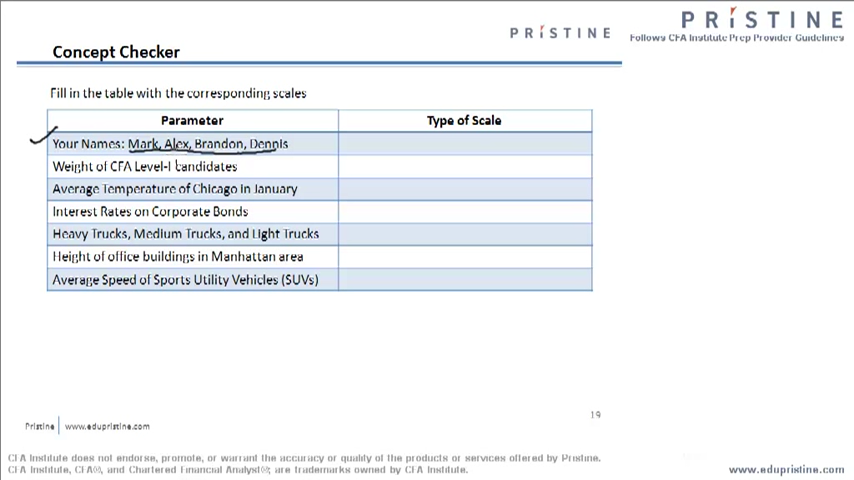 PRISTINE
PRISTINE
Follows CFA Institute Prep Provider Guidelines
Concept Checker
Fill in the table with the corresponding scales
Parameter Type of Scale
Your Names: Mark, Alex, Brandon, Dennis
Weight of CFA Level-I candidates
Average Temperature of Chicago in January
Interest Rates on Corporate Bonds
Heavy Trucks, Medium Trucks, and Light Trucks
Height of office buildings in Manhattan area
Average Speed of Sports Utility Vehicles (SUVs)
19
Pristine www.edupristine.com
CFA Institute does not endorse, promote, or warrant the accuracy or quality of the products or services offered by Pristine.
CFA Institute, CFA®, and Chartered Financial Analyst®, are trademarks owned by CFA Institute.
www.edupristine.com